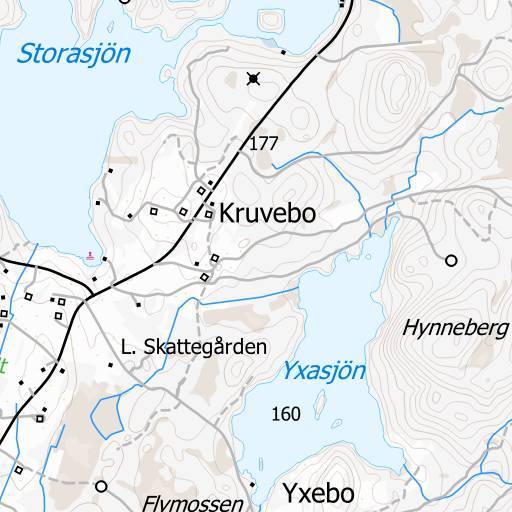 Storasjön
177
Kruvebo
Hynneberg
L. Skattegården
Yxasjön
160
Yxebo
Flymossen